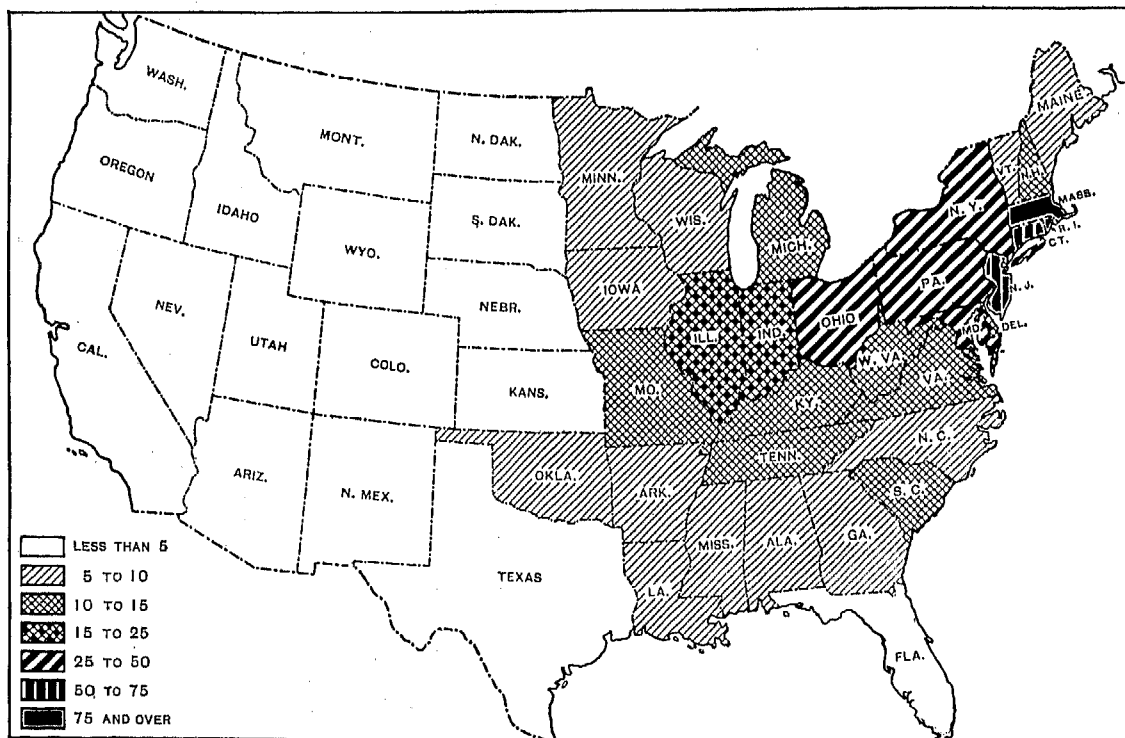 WASH.
MONT.
N. DAK.
MINN.
MAINE
OREGON
IDAHO
S. DAK.
WIS.
MICH.
VT.
N.H.
N.Y.
MASS.
R. I.
CT.
WYO.
NEBR.
IOWA
PA.
N. J.
NEV.
UTAH
COLO.
KANS.
ILL.
IND.
OHIO
MD.
DEL.
CAL.
MO.
W. VA.
VA.
KY.
ARIZ.
N. MEX.
OKLA.
ARK.
TENN.
N. C.
S. C.
TEXAS
LA.
MISS.
ALA.
GA.
FLA.
LESS THAN 5
5 TO 10
10 TO 15
15 TO 25
25 TO 50
50 TO 75
75 AND OVER